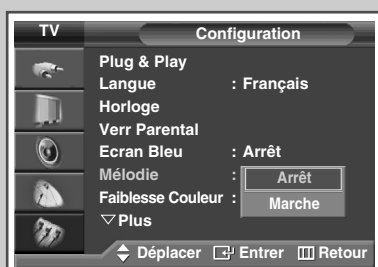 TV Configuration
Plug & Play
Langue : Français
Horloge
Verr Parental
Ecran Bleu : Arrêt
Mélodie : Arrêt
Faiblesse Couleur : Marche
▽Plus
Déplacer Entrer Retour